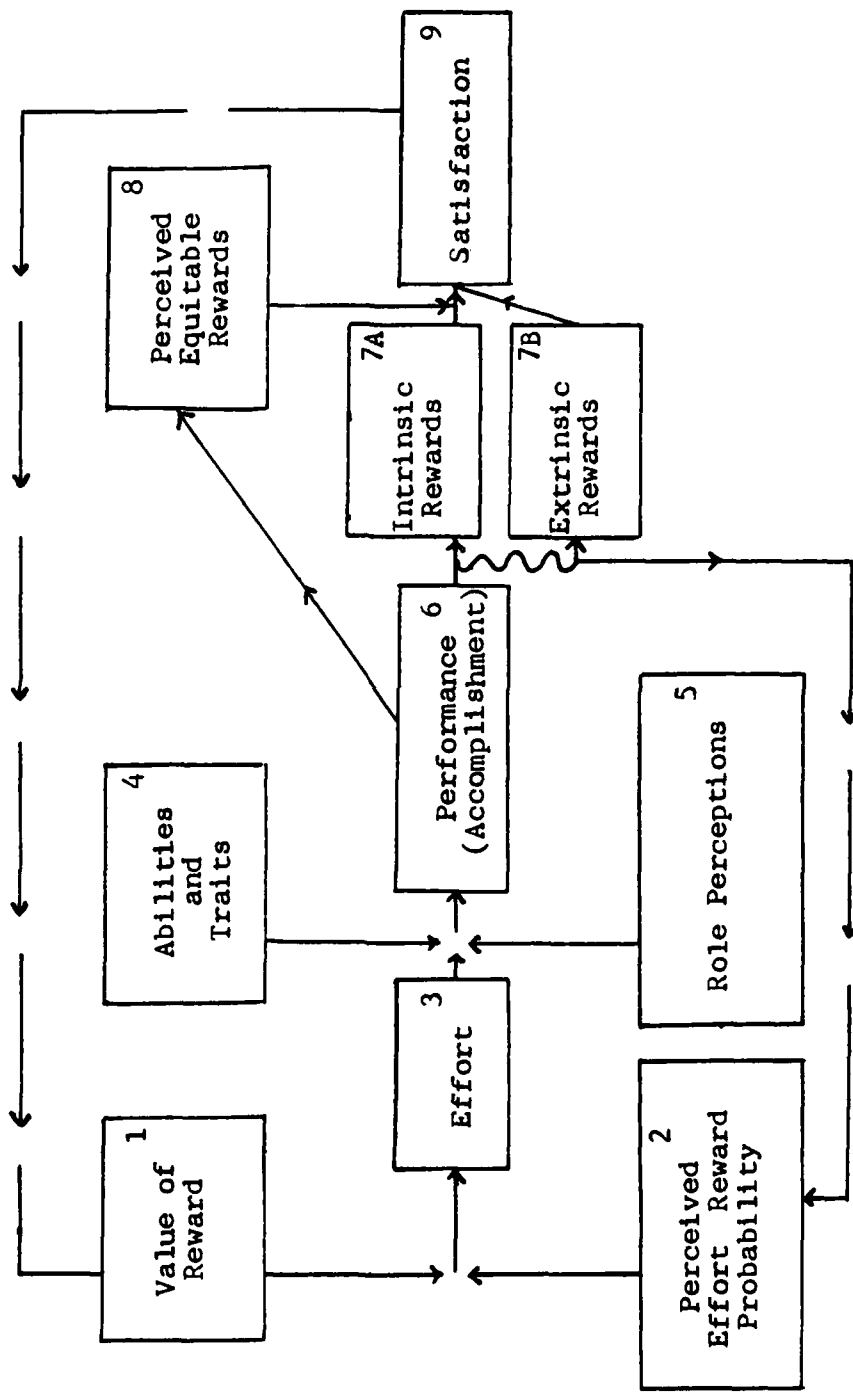 1
Value of
Reward
2
Perceived
Effort Reward
Probability
3
Effort
4
Abilities
and
Traits
5
Role Perceptions
6
Performance
(Accomplishment)
7A
Intrinsic
Rewards
7B
Extrinsic
Rewards
8
Perceived
Equitable
Rewards
9
Satisfaction